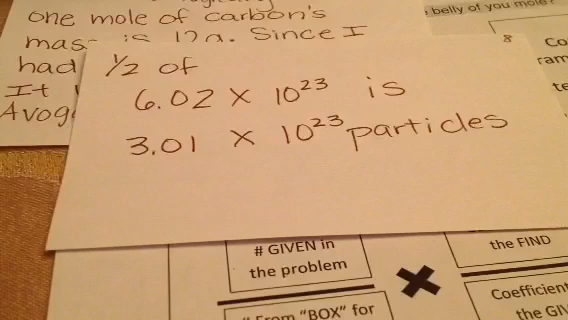 one mole of carbon's
mass is 12g. Since I
had
It
Avog
belly of you mole?
8
½ of
6.02 X 10²³ is
3.01 X 10²³ particles
Co
ram
te
# GIVEN in
the problem
From "BOX" for
×
the FIND
Coefficient
the GIV